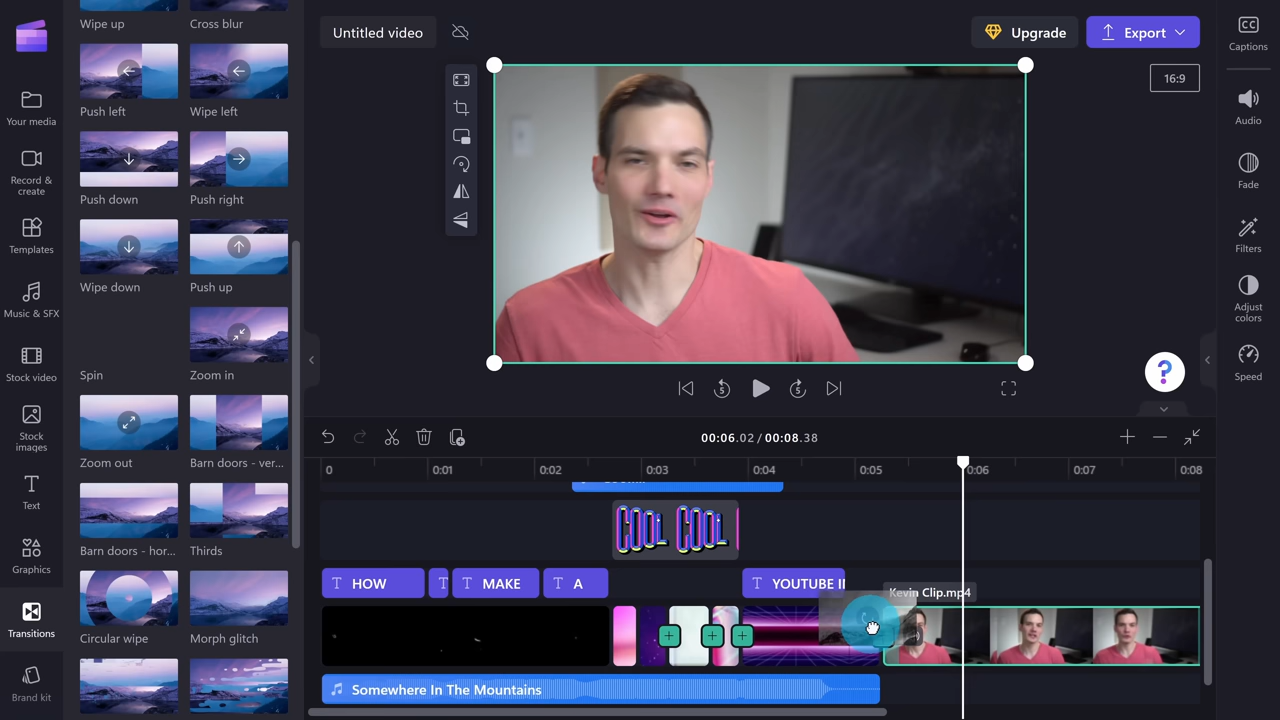 Your media
Record &
create
Templates
Music & SFX
Stock video
Stock
images
Text
Graphics
Transitions
Brand kit
Wipe up
Cross blur
Push left
Wipe left
Push down
Push right
Wipe down
Push up
Spin
Zoom in
Zoom out
Barn doors - ver...
Barn doors - hor...
Thirds
Circular wipe
Morph glitch
Untitled video
Upgrade
Export
16:9
5
5
?
CC
Captions
Audio
Fade
Filters
Adjust
colors
Speed
00:06.02 / 00:08.38
0
0:01
0:02
0:03
0:04
0:05
0:06
0:07
0:08
COOL COOL
T HOW
T
T MAKE
T A
T YOUTUBE II
Kevin Clip.mp4
Somewhere In The Mountains